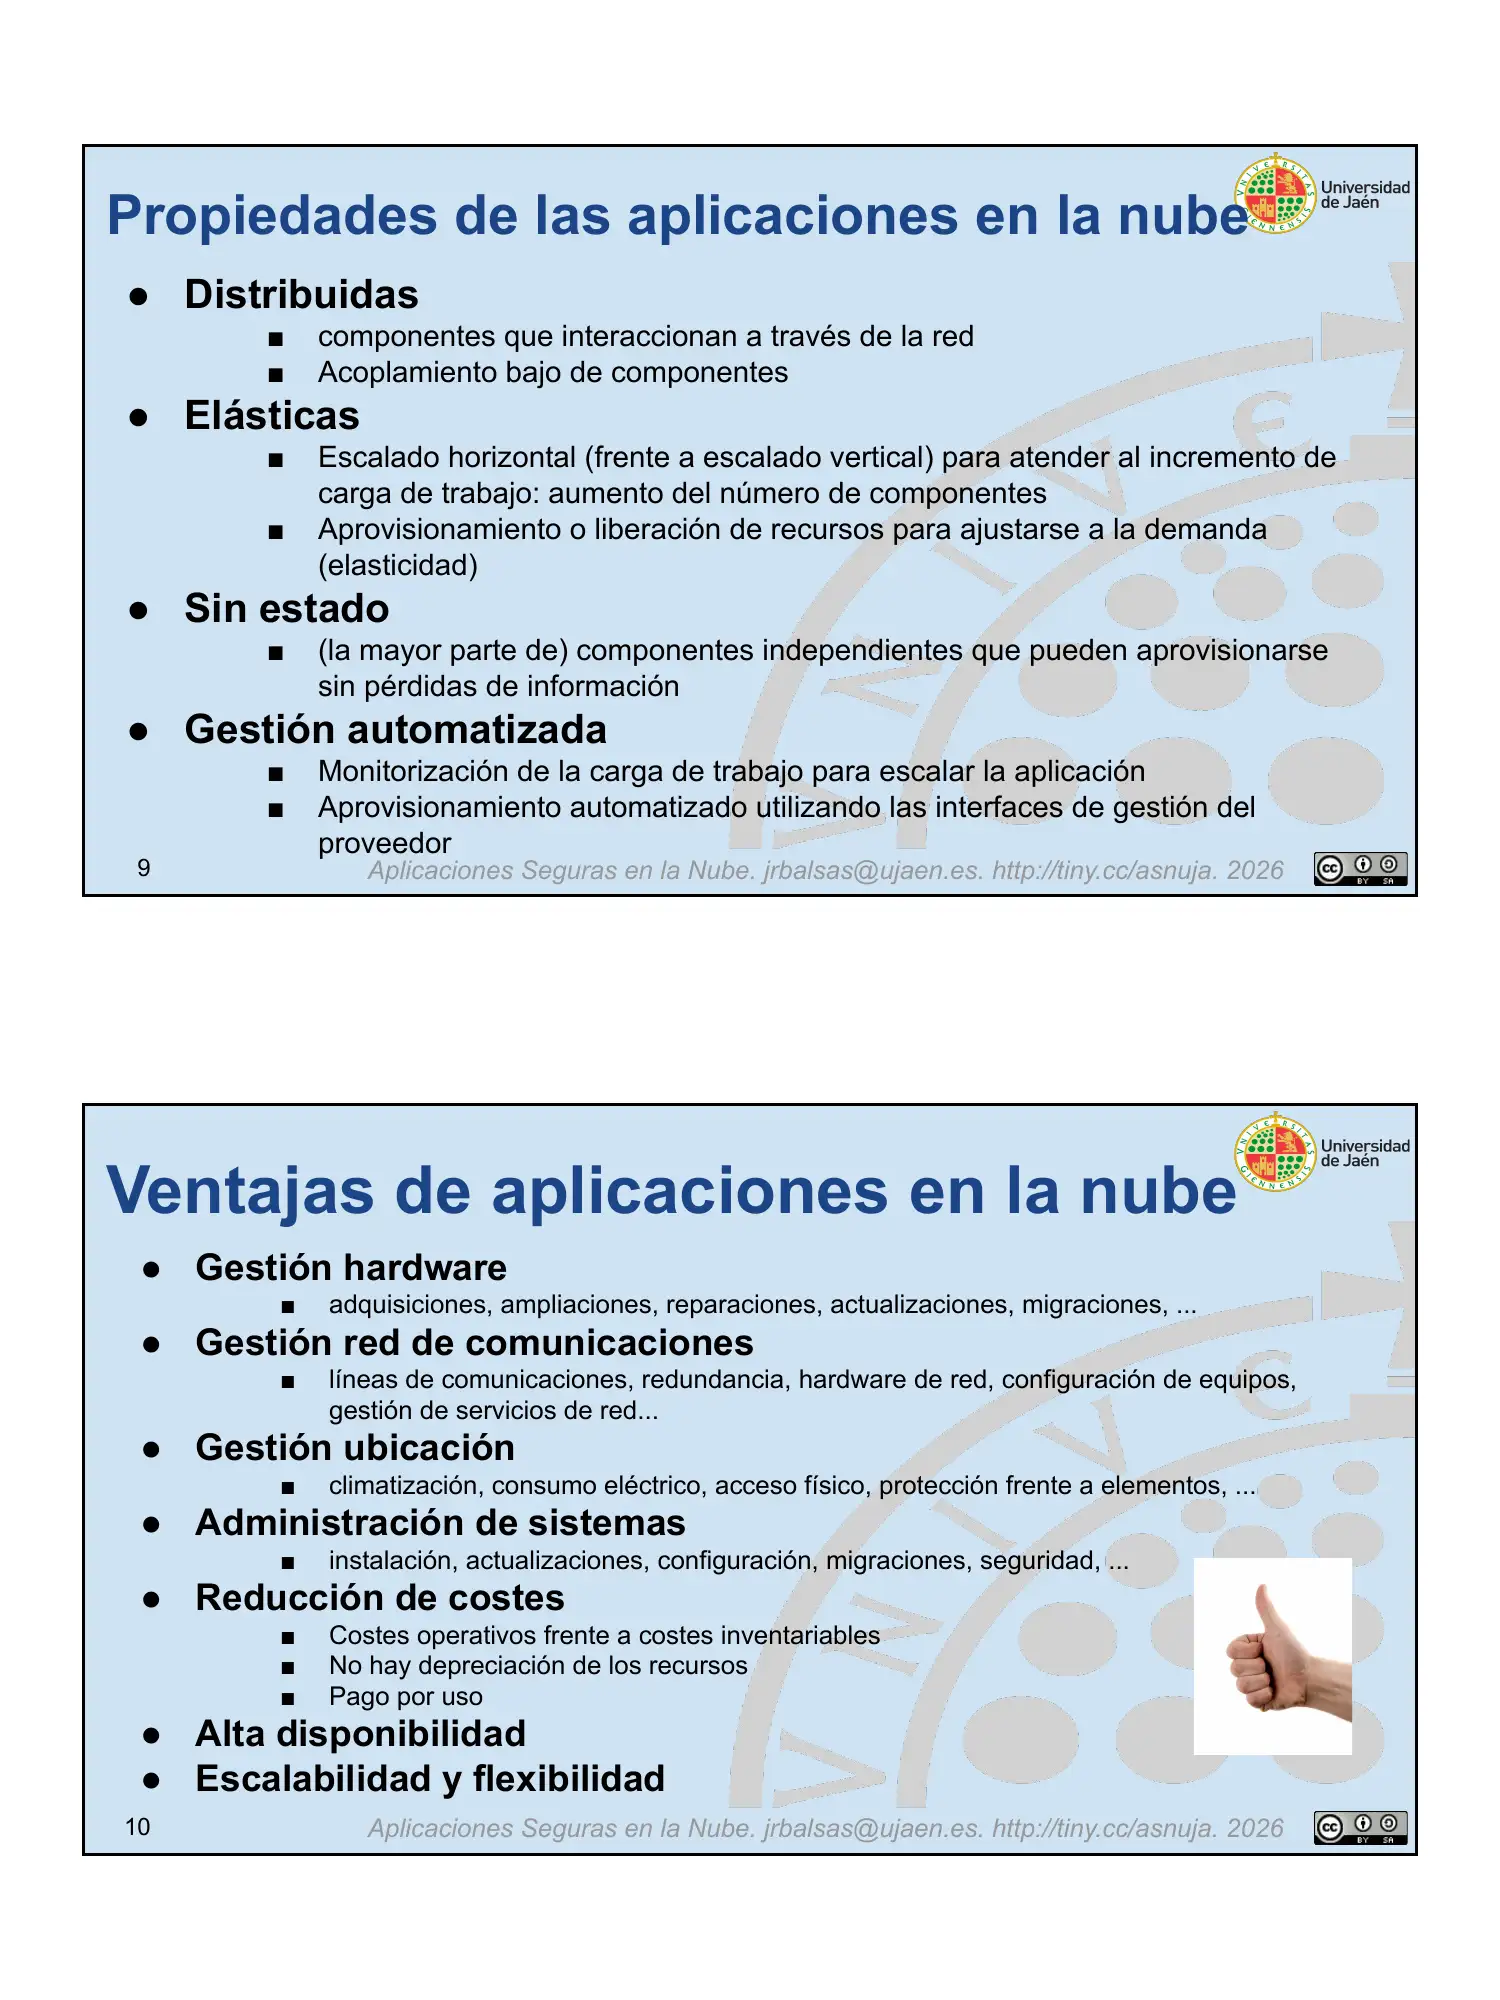 Propiedades de las aplicaciones en la nube
Universidad
de Jaén
● Distribuidas
■ componentes que interaccionan a través de la red
■ Acoplamiento bajo de componentes
● Elásticas
■ Escalado horizontal (frente a escalado vertical) para atender al incremento de
carga de trabajo: aumento del número de componentes
■ Aprovisionamiento o liberación de recursos para ajustarse a la demanda
(elasticidad)
● Sin estado
■ (la mayor parte de) componentes independientes que pueden aprovisionarse
sin pérdidas de información
● Gestión automatizada
■ Monitorización de la carga de trabajo para escalar la aplicación
■ Aprovisionamiento automatizado utilizando las interfaces de gestión del
proveedor
9
Aplicaciones Seguras en la Nube. jrbalsas@ujaen.es. http://tiny.cc/asnuja. 2026
cc BY SA
Ventajas de aplicaciones en la nube
Universidad
de Jaén
● Gestión hardware
■ adquisiciones, ampliaciones, reparaciones, actualizaciones, migraciones, ...
● Gestión red de comunicaciones
■ líneas de comunicaciones, redundancia, hardware de red, configuración de equipos,
gestión de servicios de red...
● Gestión ubicación
■ climatización, consumo eléctrico, acceso físico, protección frente a elementos, ...
● Administración de sistemas
■ instalación, actualizaciones, configuración, migraciones, seguridad, ...
● Reducción de costes
■ Costes operativos frente a costes inventariables
■ No hay depreciación de los recursos
■ Pago por uso
● Alta disponibilidad
● Escalabilidad y flexibilidad
10
Aplicaciones Seguras en la Nube. jrbalsas@ujaen.es. http://tiny.cc/asnuja. 2026
cc BY SA